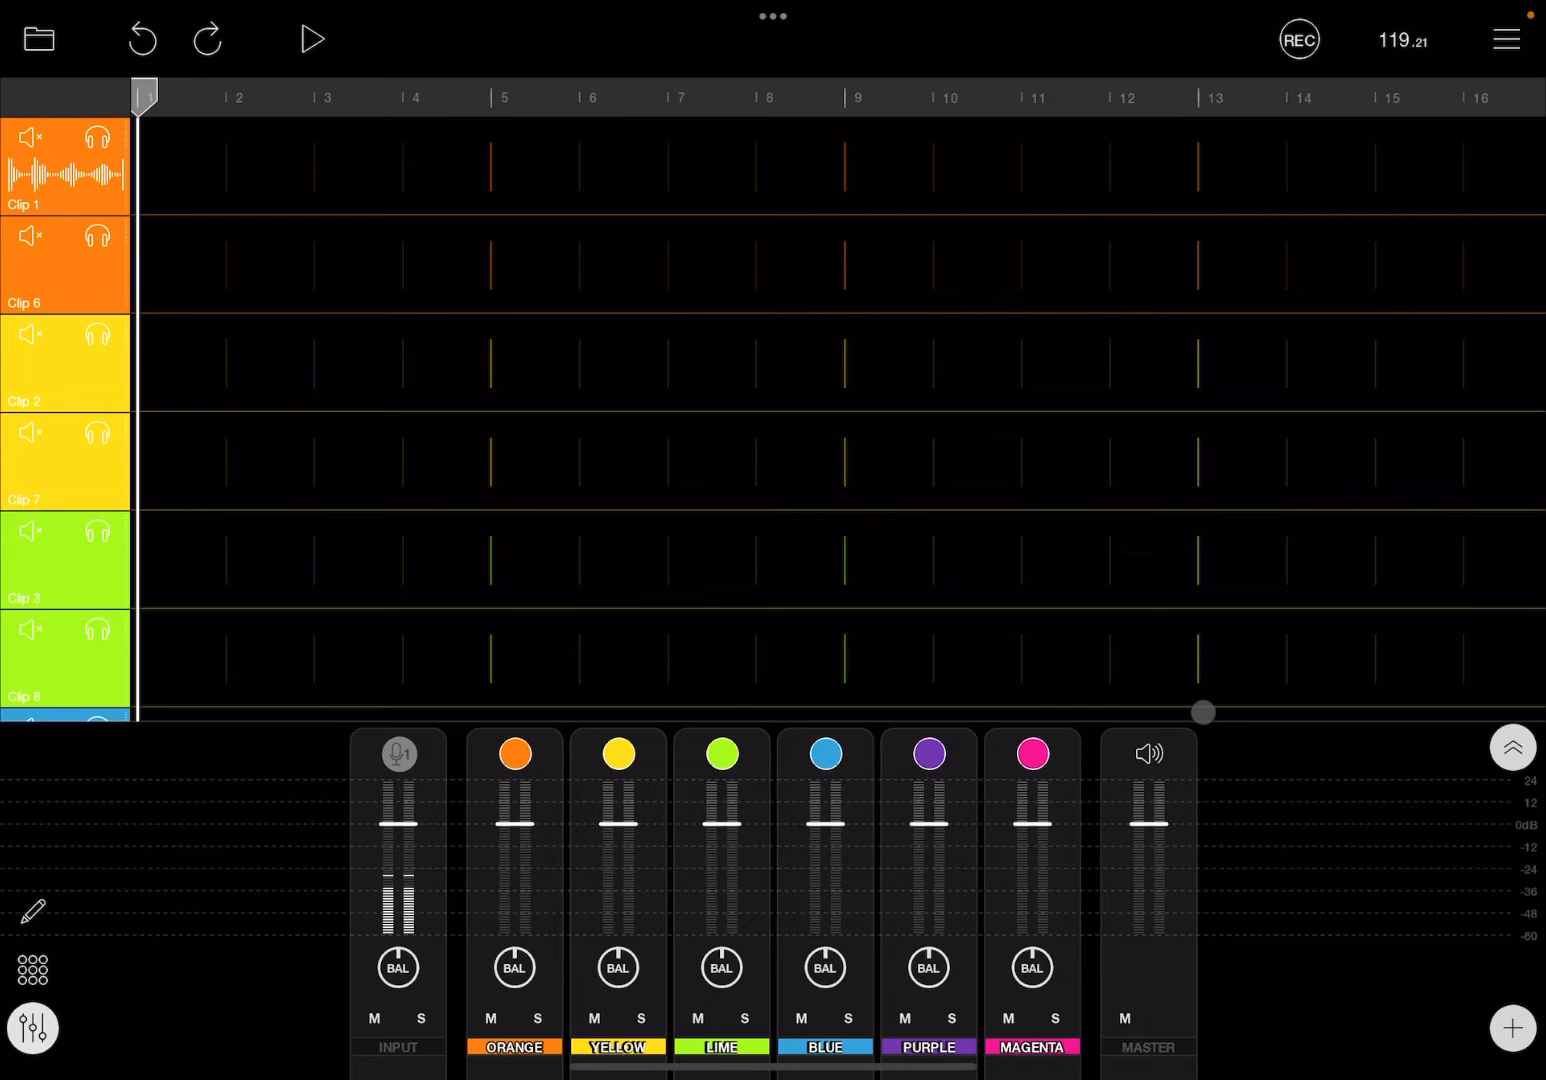 REC
119.21
1 2 3 4 5 6 7 8 9 10 11 12 13 14 15 16
Clip 1
Clip 6
Clip 2
Clip 7
Clip 3
Clip 8
1
24
12
0dB
-12
-24
-36
-48
-60
BAL BAL BAL BAL BAL BAL BAL
M S M S M S M S M S M S M S M
INPUT ORANGE YELLOW LIME BLUE PURPLE MAGENTA MASTER